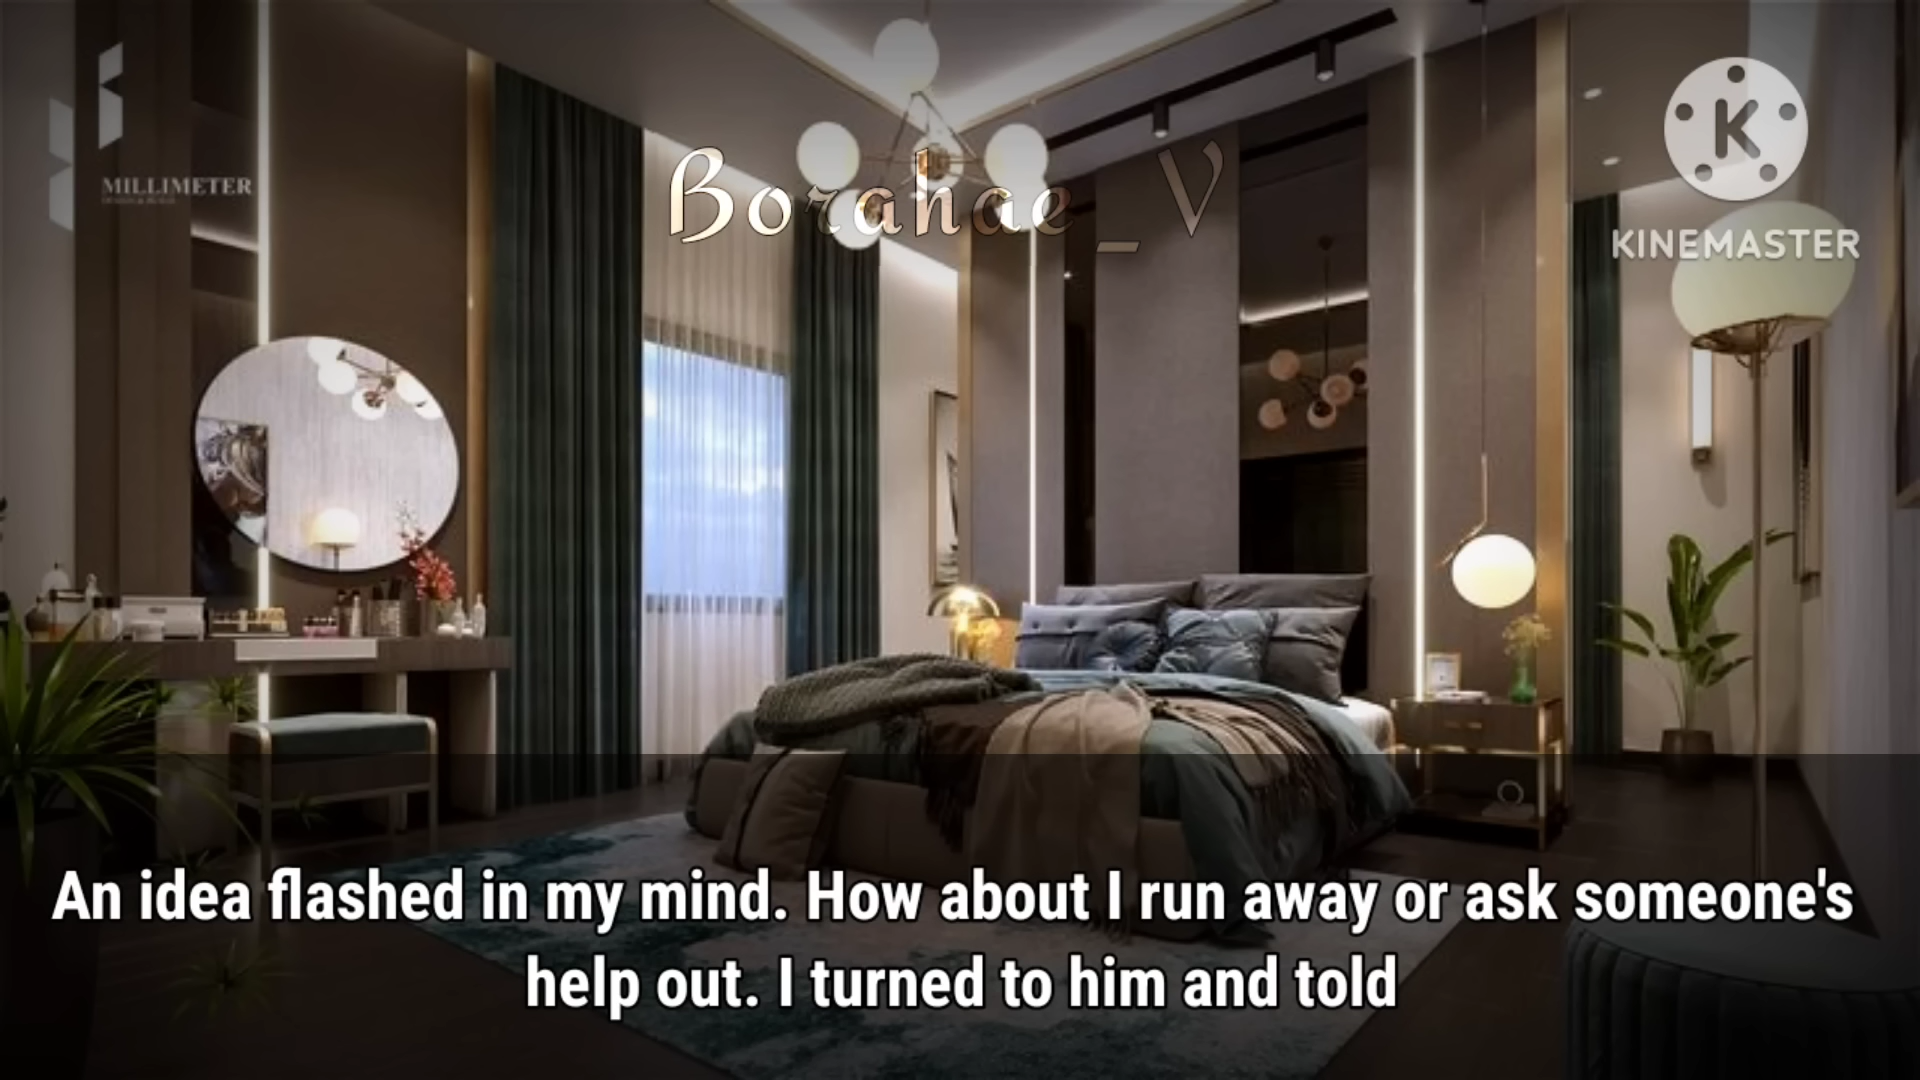 MILLIMETER
Borahae_V
K
KINEMASTER
An idea flashed in my mind. How about I run away or ask someone's
help out. I turned to him and told